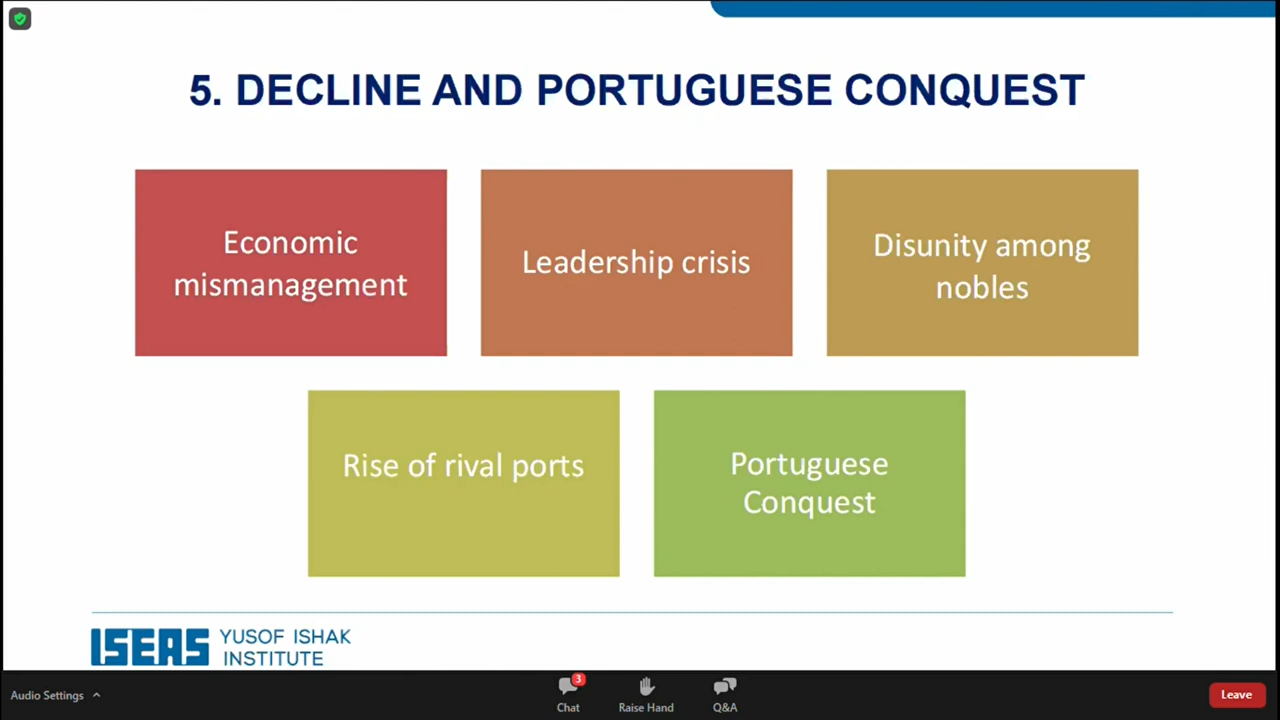 5. DECLINE AND PORTUGUESE CONQUEST
Economic
mismanagement
Leadership crisis
Disunity among
nobles
Rise of rival ports
Portuguese
Conquest
ISEAS
YUSOF ISHAK
INSTITUTE
Audio Settings
3
Chat
Raise Hand
Q&A
Leave